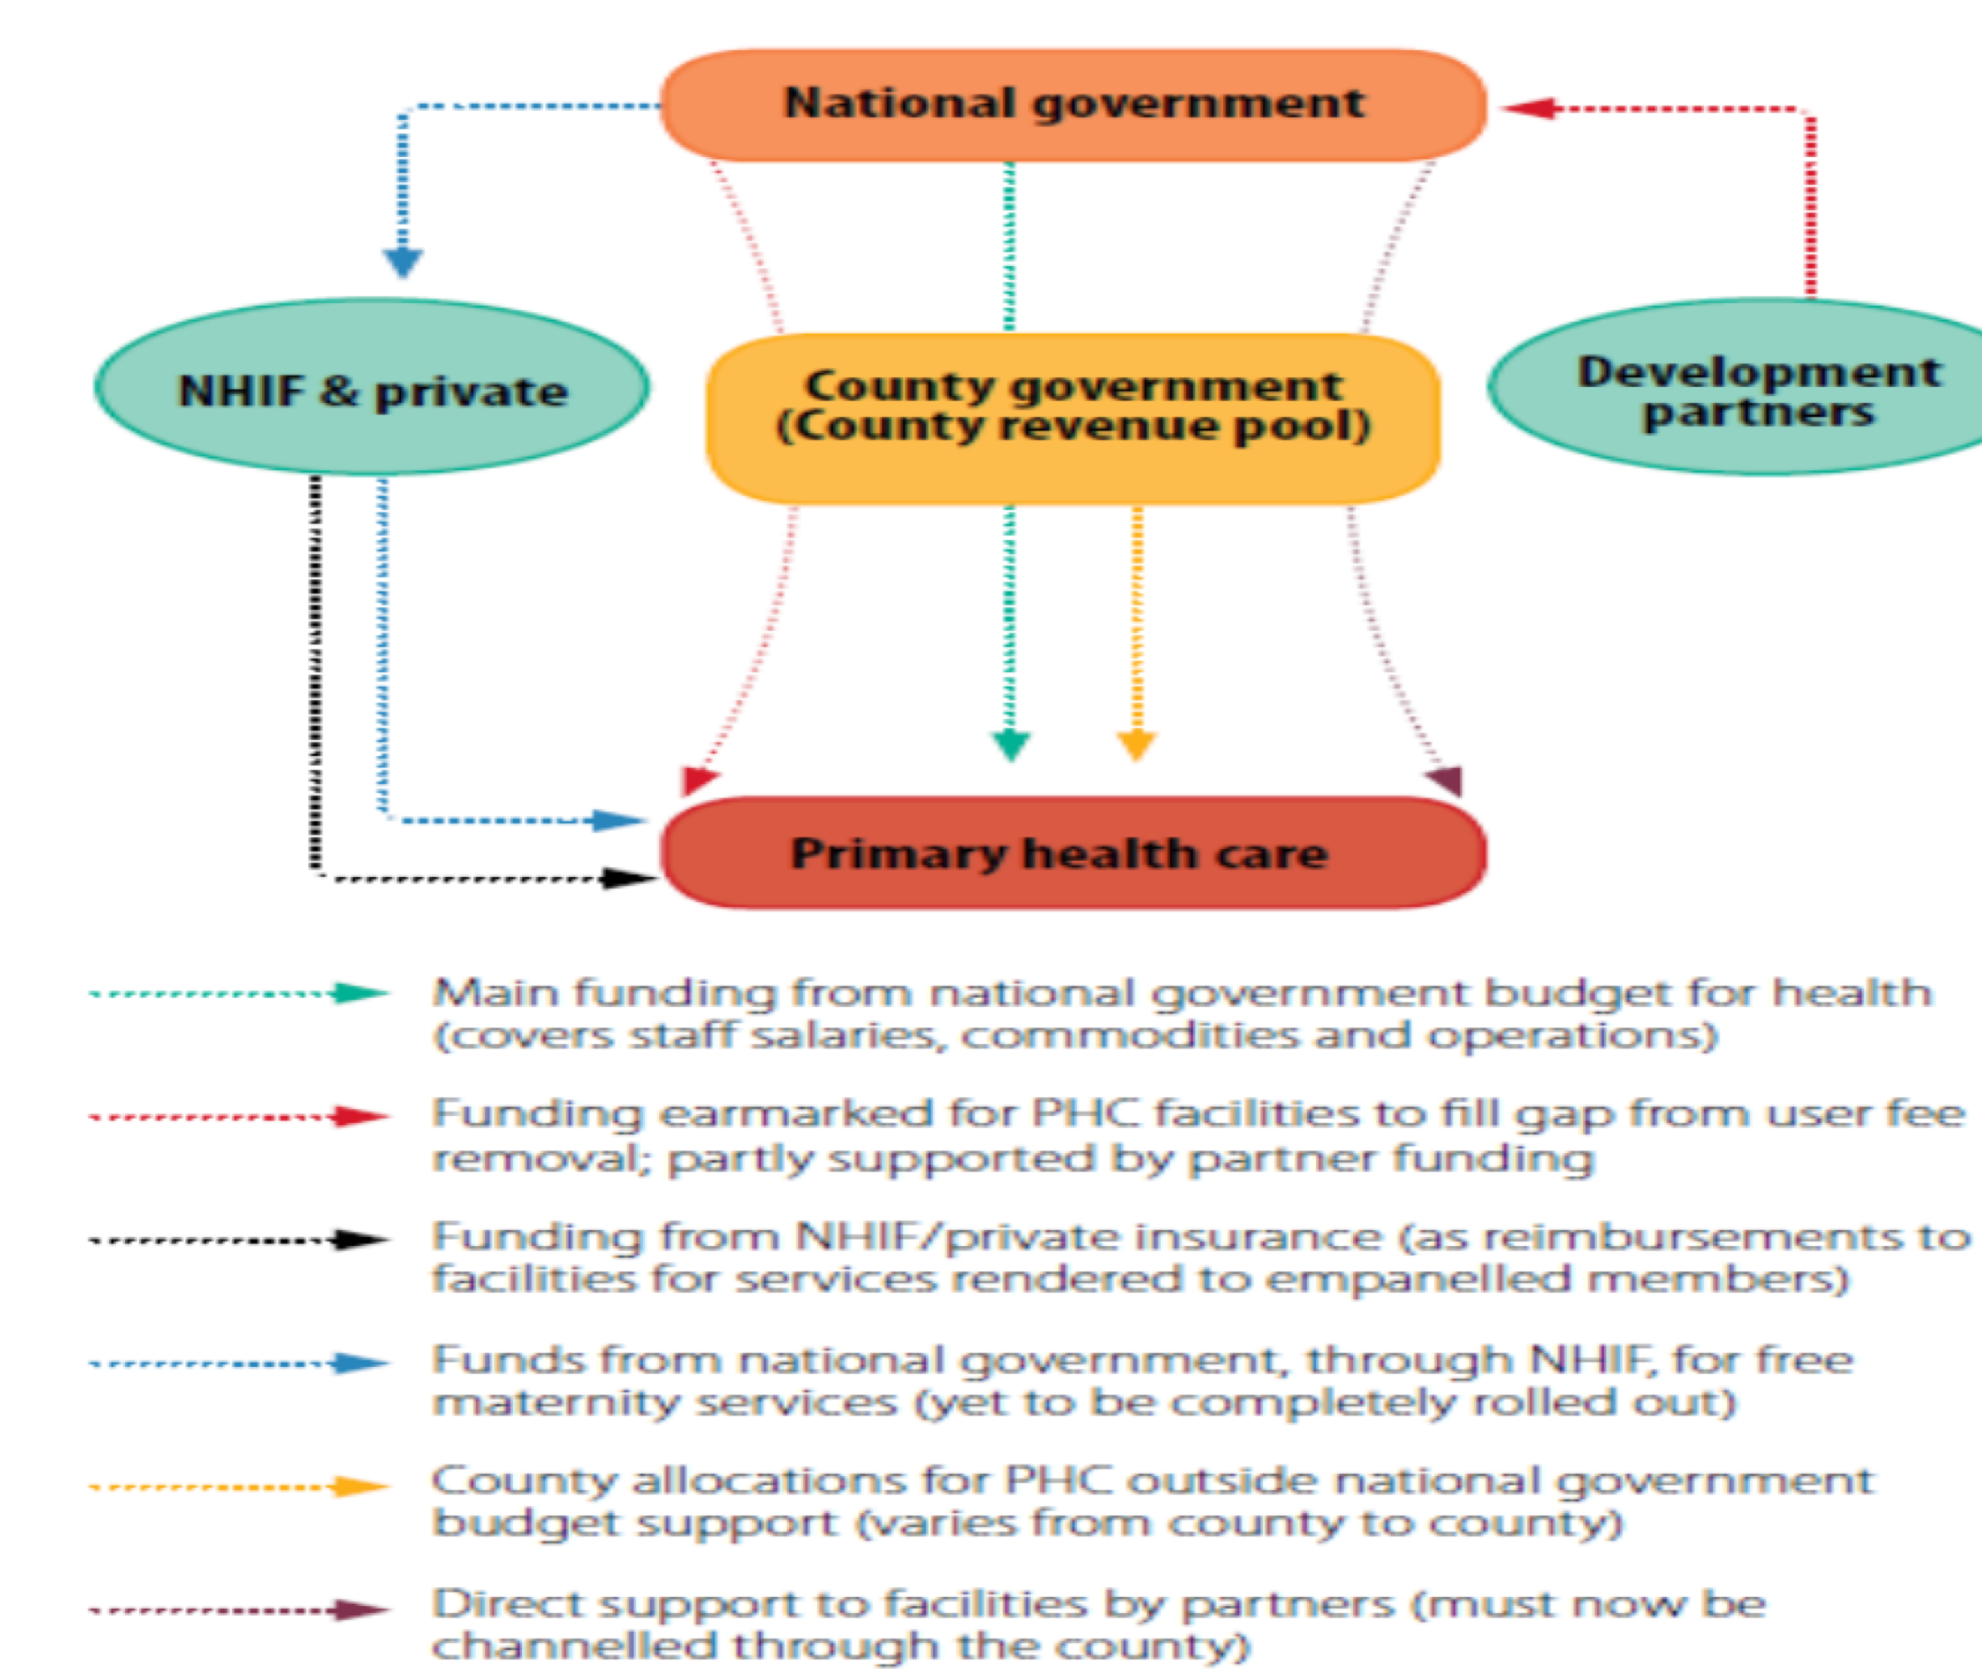 National government
NHIF & private
County government
(County revenue pool)
Development
partners
Primary health care
Main funding from national government budget for health
(covers staff salaries, commodities and operations)
Funding earmarked for PHC facilities to fill gap from user fee
removal; partly supported by partner funding
Funding from NHIF/private insurance (as reimbursements to
facilities for services rendered to empanelled members)
Funds from national government, through NHIF, for free
maternity services (yet to be completely rolled out)
County allocations for PHC outside national government
budget support (varies from county to county)
Direct support to facilities by partners (must now be
channelled through the county)